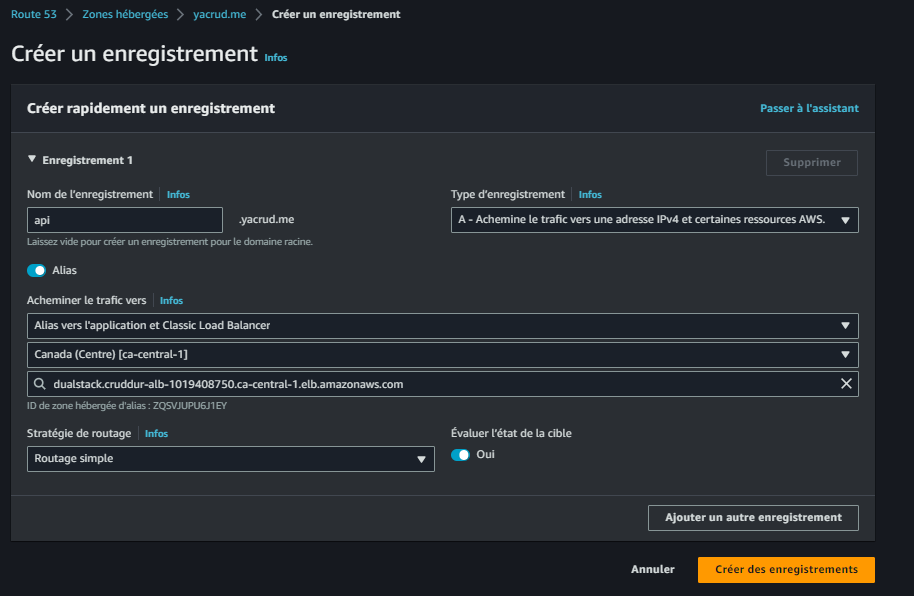 Route 53 > Zones hébergées > yacrud.me > Créer un enregistrement
Créer un enregistrement Infos
Créer rapidement un enregistrement
Passer à l'assistant
Enregistrement 1
Supprimer
Nom de l'enregistrement Infos
api
.yacrud.me
Laissez vide pour créer un enregistrement pour le domaine racine.
Type d'enregistrement Infos
A - Achemine le trafic vers une adresse IPv4 et certaines ressources AWS.
Alias
Acheminer le trafic vers Infos
Alias vers l'application et Classic Load Balancer
Canada (Centre) [ca-central-1]
dualstack.cruddur-alb-1019408750.ca-central-1.elb.amazonaws.com
ID de zone hébergée d'alias : ZQSVJUPU6J1EY
Stratégie de routage Infos
Routage simple
Évaluer l'état de la cible
Oui
Ajouter un autre enregistrement
Annuler
Créer des enregistrements